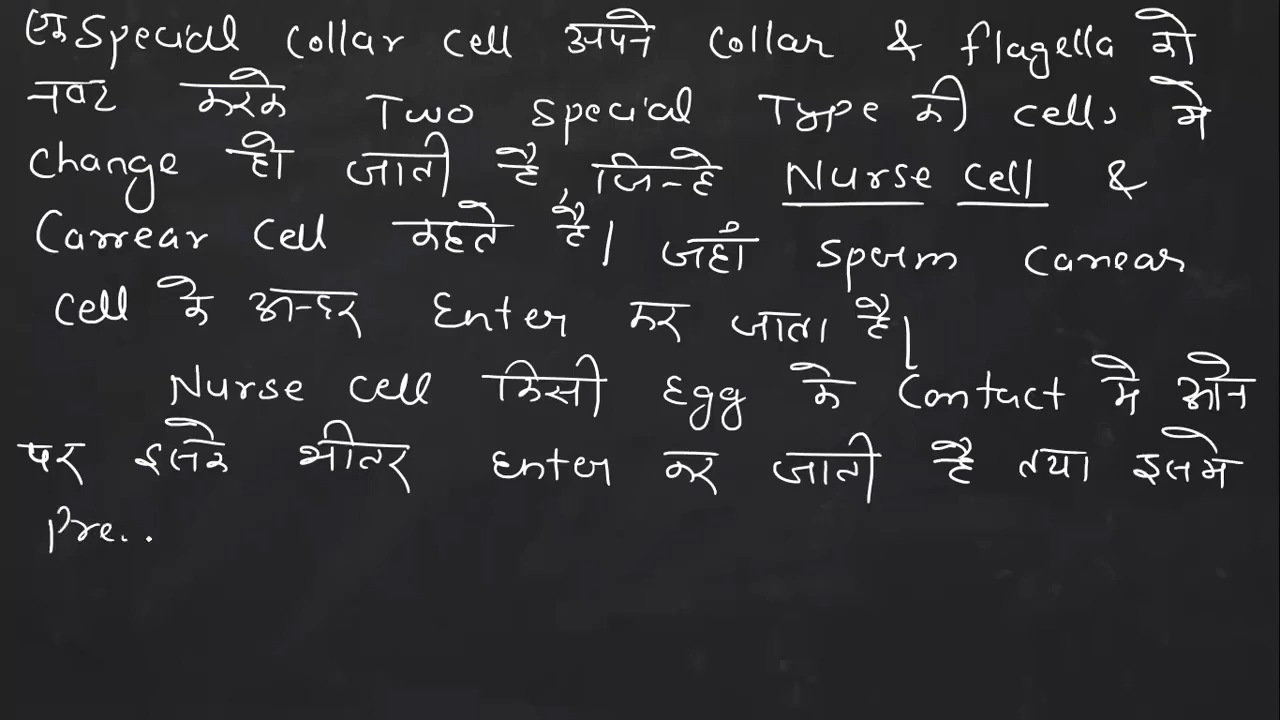 एक Special Collar Cell अपने Collar & flagella को
नष्ट करके Two Special Type की cells मे
Change हो जाती है, जिन्हे Nurse cell &
Carrear Cell कहते है। जहाँ Sperm Carrear
Cell के अन्दर Enter कर जाता है।
Nurse cell किसी Egg के Contact मे आने
पर इसके भीतर Enter कर जाती है तथा इसमे
Pre..